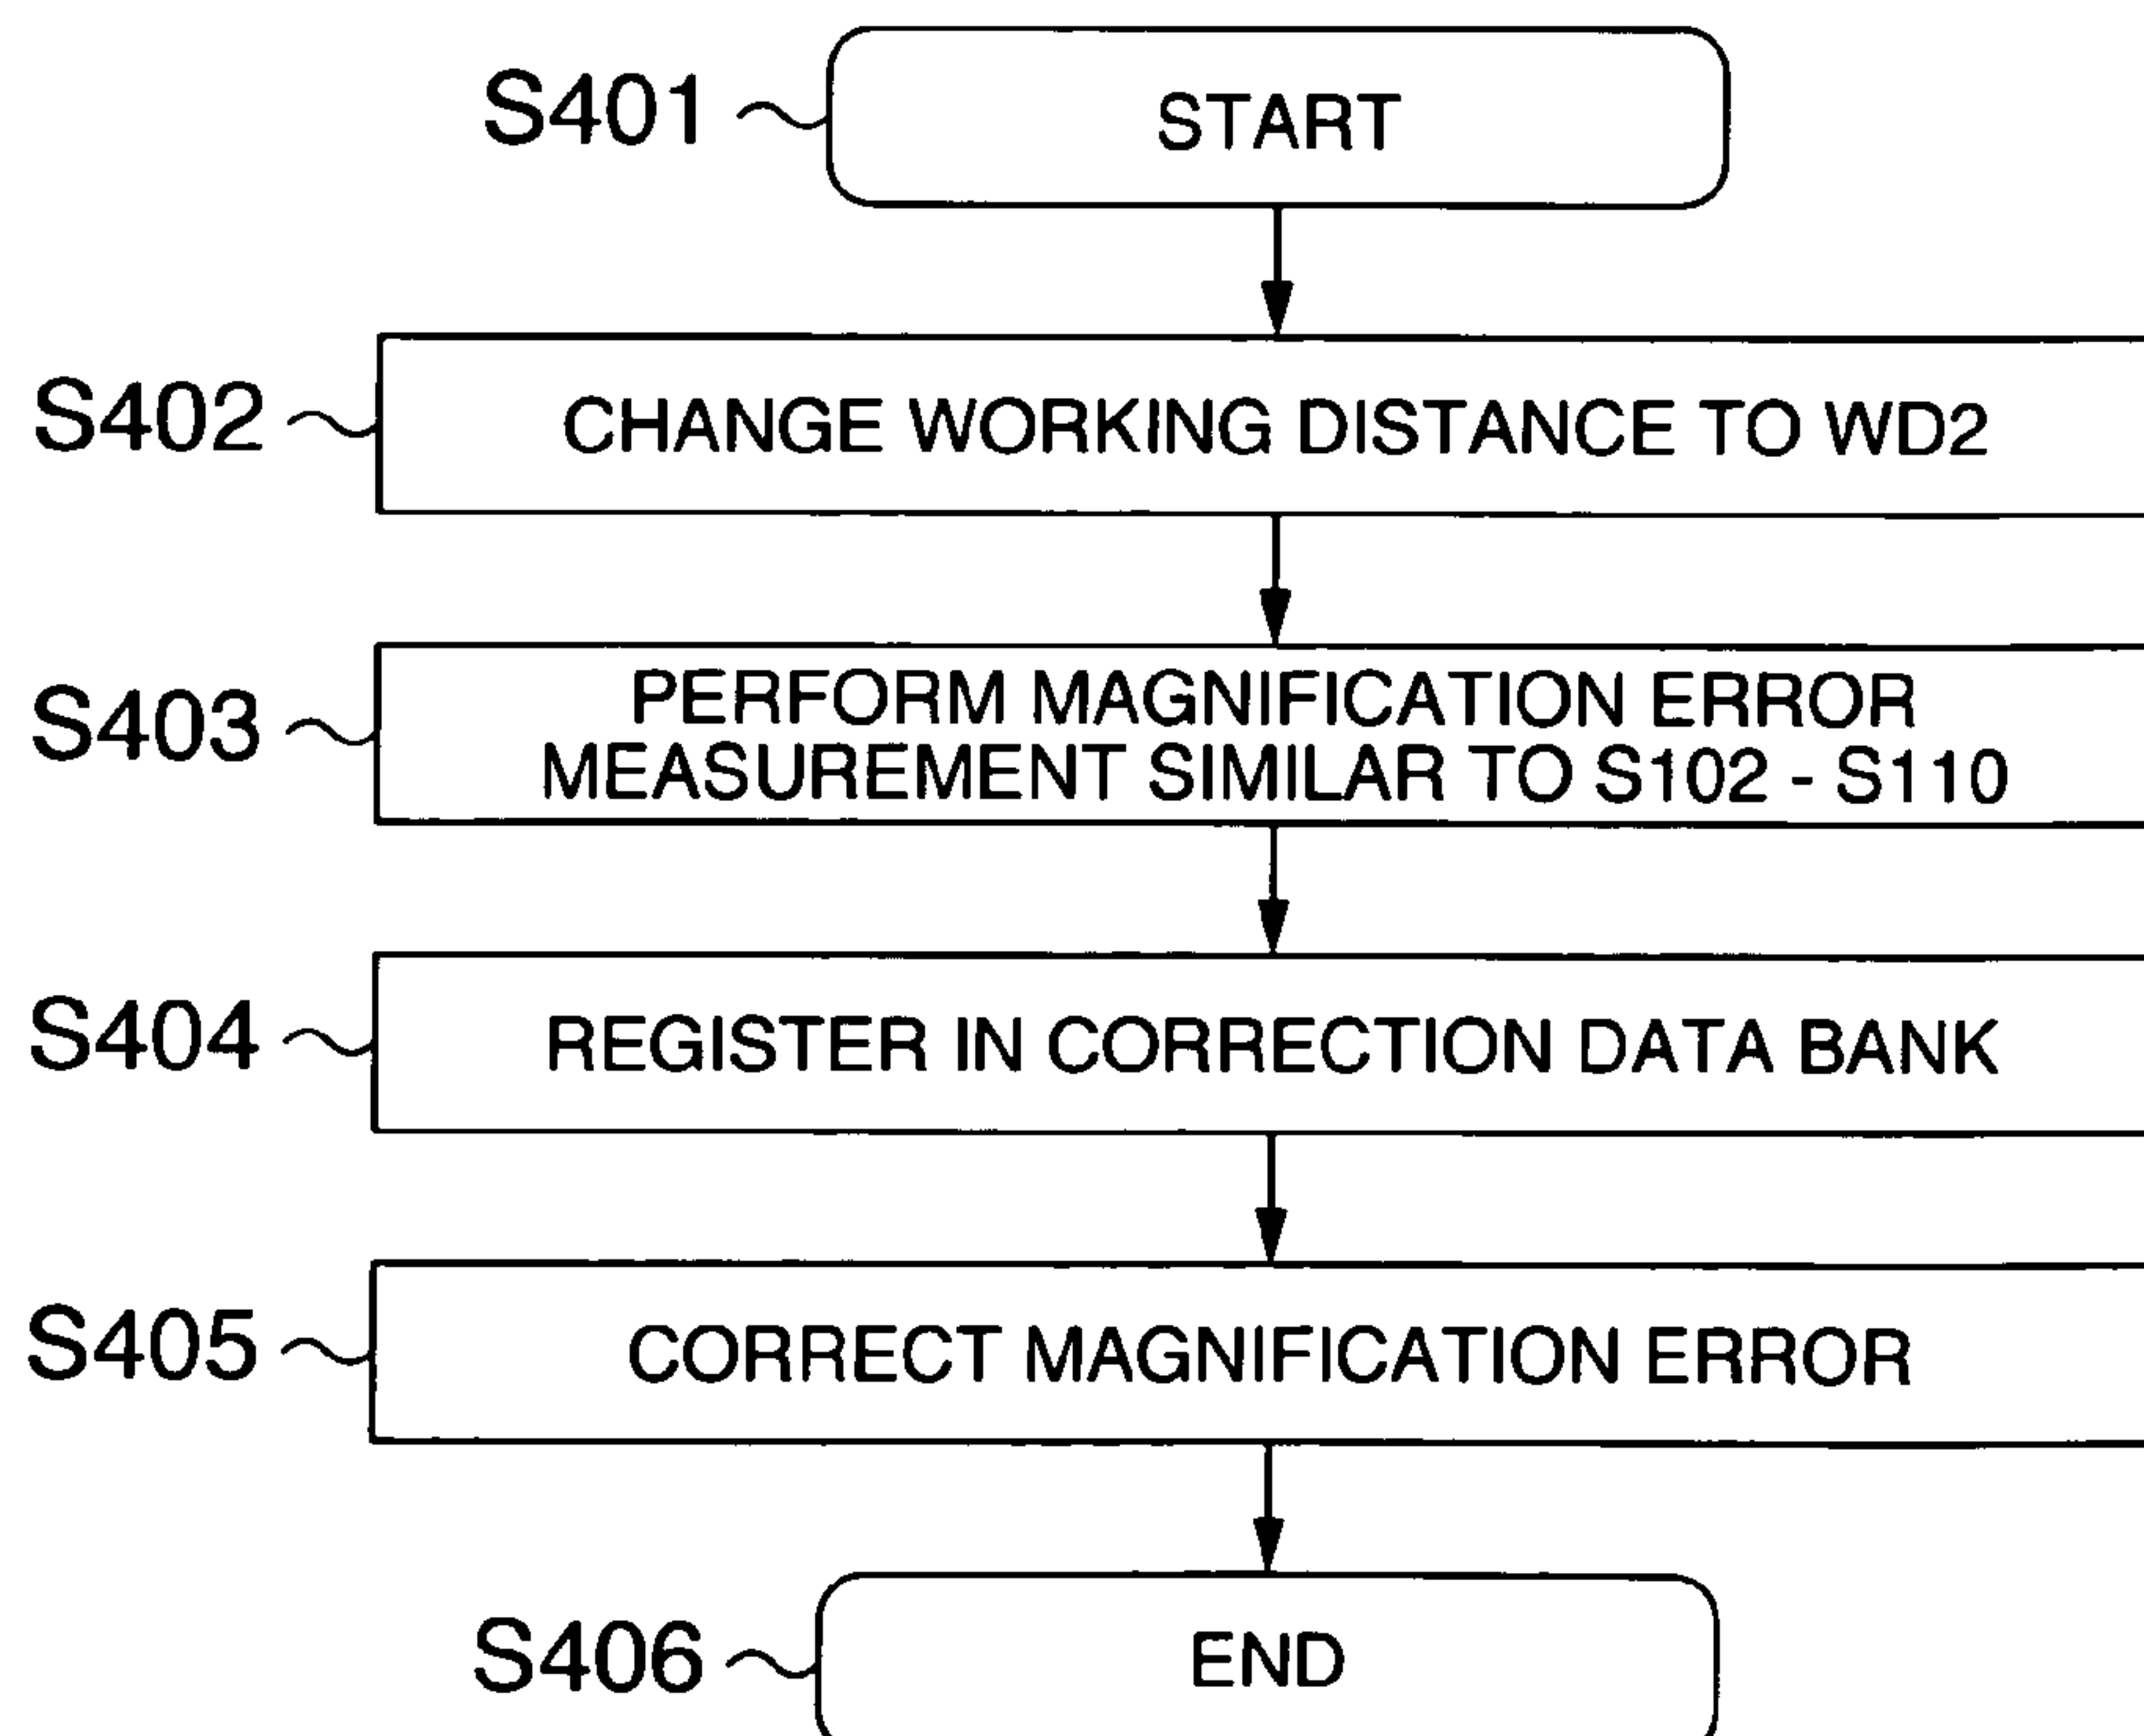 S401 START
S402 CHANGE WORKING DISTANCE TO WD2
S403 PERFORM MAGNIFICATION ERROR
MEASUREMENT SIMILAR TO S102 - S110
S404 REGISTER IN CORRECTION DATA BANK
S405 CORRECT MAGNIFICATION ERROR
S406 END